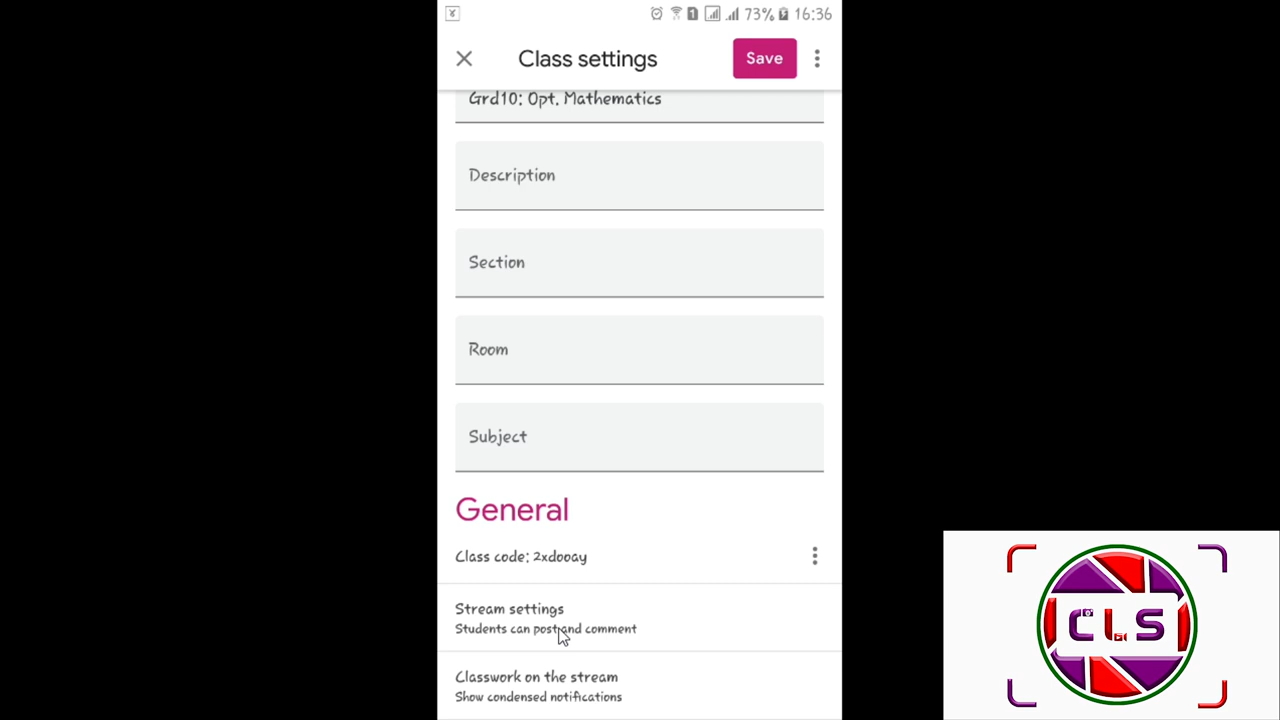 73% 16:36
Class settings
Save
Grd10: Opt. Mathematics
Description
Section
Room
Subject
General
Class code: 2xdooay
Stream settings
Students can post and comment
Classwork on the stream
Show condensed notifications
CLS